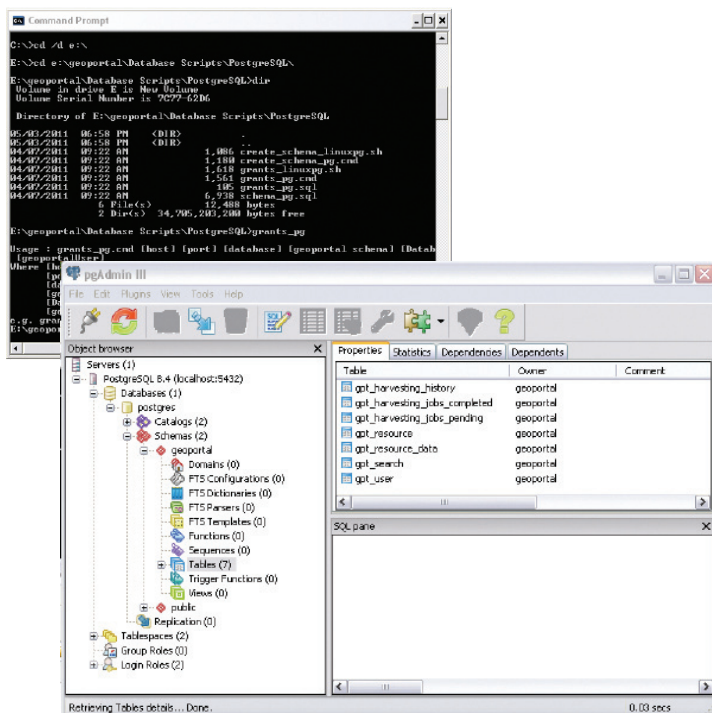 Command Prompt
C:\>cd /d e:\
E:\>cd e:\geoportal\Database Scripts\PostgreSQL\
E:\geoportal\Database Scripts\PostgreSQL>dir
Volume in drive E is New Volume
Volume Serial Number is 7C77-62D6
Directory of E:\geoportal\Database Scripts\PostgreSQL
05/03/2011 06:58 PM <DIR> .
05/03/2011 06:58 PM <DIR> ..
04/07/2011 09:22 AM 1,086 create_schema_linuxpg.sh
04/07/2011 09:22 AM 1,180 create_schema_pg.cmd
04/07/2011 09:22 AM 1,618 grants_linuxpg.sh
04/07/2011 09:22 AM 1,561 grants_pg.cmd
04/07/2011 09:22 AM 105 grants_pg.sql
04/07/2011 09:22 AM 6,938 schema_pg.sql
6 File(s) 12,488 bytes
2 Dir(s) 34,705,203,200 bytes free
E:\geoportal\Database Scripts\PostgreSQL>grants_pg
Usage : grants_pg.cmd [host] [port] [database] [geoportal schema] [Datab
[geoportalUser]
Where [ho
[po
[da
[ge
[Da
[ge
e.g. gran
E:\geopor
pgAdmin III
File Edit Plugins View Tools Help
Object browser X
Servers (1)
PostgreSQL 8.4 (localhost:5432)
Databases (1)
postgres
Catalogs (2)
Schemas (2)
geoportal
Domains (0)
FTS Configurations (0)
FTS Dictionaries (0)
FTS Parsers (0)
FTS Templates (0)
Functions (0)
Sequences (0)
Tables (7)
Trigger Functions (0)
Views (0)
public
Replication (0)
Tablespaces (2)
Group Roles (0)
Login Roles (2)
Properties Statistics Dependencies Dependents
Table Owner Comment
gpt_harvesting_history geoportal
gpt_harvesting_jobs_completed geoportal
gpt_harvesting_jobs_pending geoportal
gpt_resource geoportal
gpt_resource_data geoportal
gpt_search geoportal
gpt_user geoportal
SQL pane X
Retrieving Tables details... Done. 0.03 secs